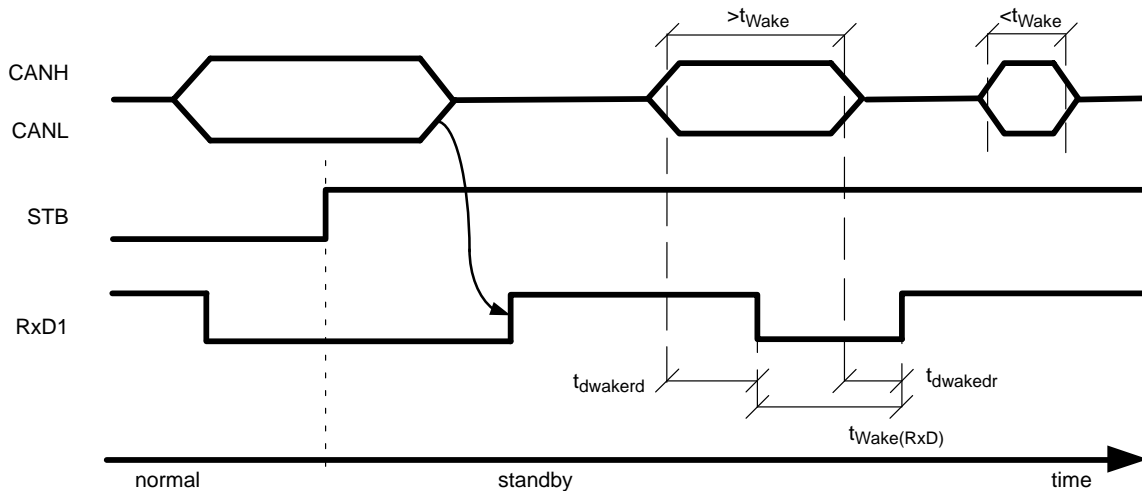 >tWake
<tWake
CANH
CANL
STB
RxD1
tdwakerd
tdwakedr
tWake(RxD)
normal
standby
time